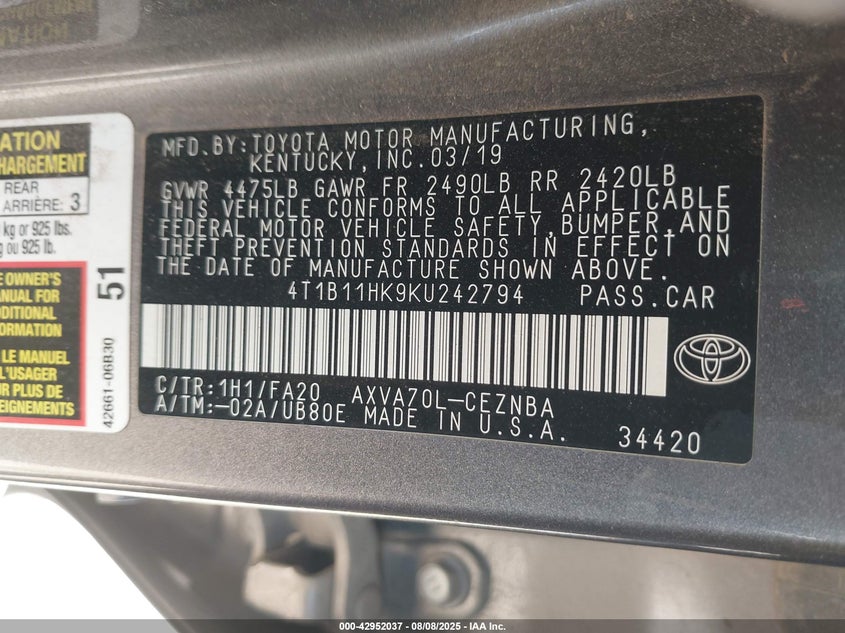 ATION
HARGEMENT
REAR
ARRIÈRE: 3
kg or 925 lbs.
g ou 925 lb.
E OWNER'S
ANUAL FOR
DDITIONAL
RMATION
LE MANUEL
L'USAGER
UR PLUS DE
EIGNEMENTS
51
42661-06B30
MFD.BY:TOYOTA MOTOR MANUFACTURING,
KENTUCKY,INC.03/19
GVWR 4475LB GAWR FR 2490LB RR 2420LB
THIS VEHICLE CONFORMS TO ALL APPLICABLE
FEDERAL MOTOR VEHICLE SAFETY,BUMPER,AND
THEFT PREVENTION STANDARDS IN EFFECT ON
THE DATE OF MANUFACTURE SHOWN ABOVE.
4T1B11HK9KU242794 PASS.CAR
C/TR:1H1/FA20 AXVA70L-CEZNBA
A/TM:-02A/UB80E MADE IN U.S.A. 34420
000-42952037 - 08/08/2025 - IAA Inc.